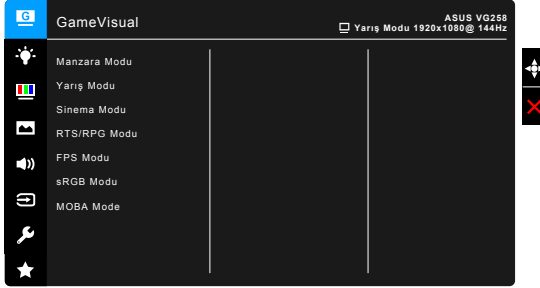 G
GameVisual
ASUS VG258
Yarış Modu 1920x1080@ 144Hz
Manzara Modu
Yarış Modu
Sinema Modu
RTS/RPG Modu
FPS Modu
sRGB Modu
MOBA Mode